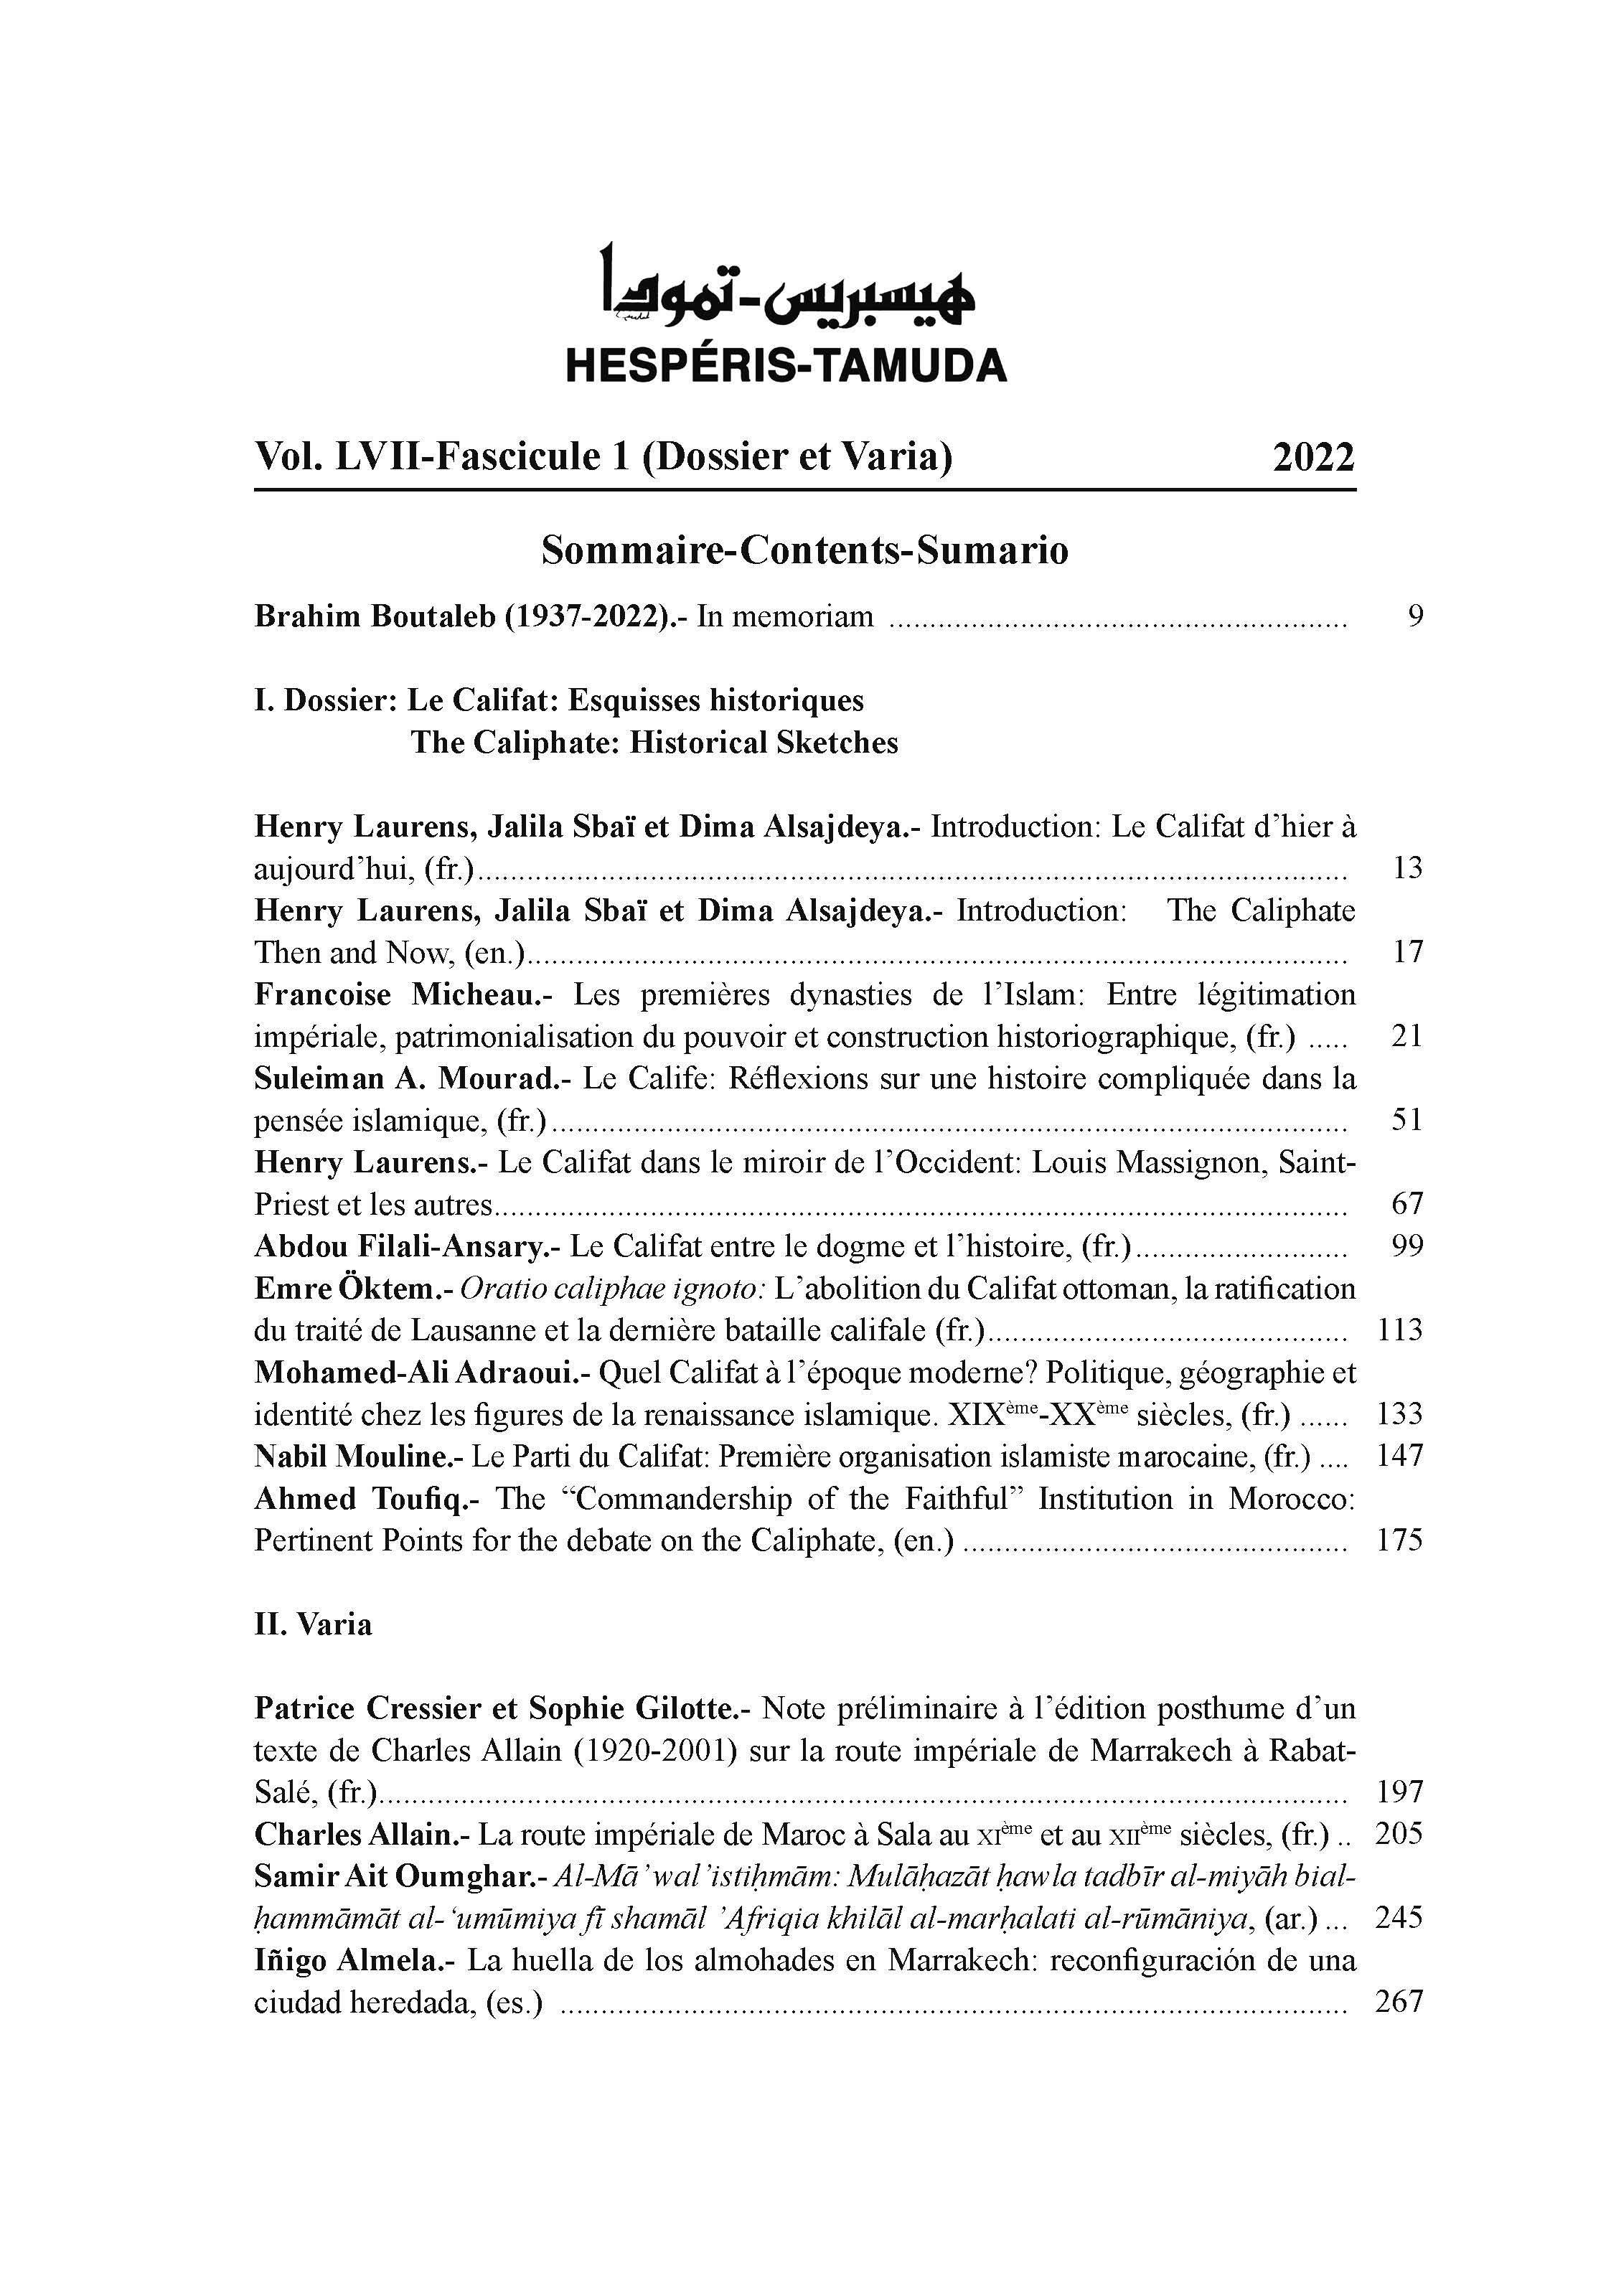 هيسبريس-تمودا
HESPÉRIS-TAMUDA
Vol. LVII-Fascicule 1 (Dossier et Varia) 2022
Sommaire-Contents-Sumario
Brahim Boutaleb (1937-2022).- In memoriam ........................................................ 9
I. Dossier: Le Califat: Esquisses historiques
The Caliphate: Historical Sketches
Henry Laurens, Jalila Sbaï et Dima Alsajdeya.- Introduction: Le Califat d’hier à
aujourd’hui, (fr.)........................................................ 13
Henry Laurens, Jalila Sbaï et Dima Alsajdeya.- Introduction: The Caliphate
Then and Now, (en.)........................................................ 17
Francoise Micheau.- Les premières dynasties de l’Islam: Entre légitimation
impériale, patrimonialisation du pouvoir et construction historiographique, (fr.) ..... 21
Suleiman A. Mourad.- Le Calife: Réflexions sur une histoire compliquée dans la
pensée islamique, (fr.)........................................................ 51
Henry Laurens.- Le Califat dans le miroir de l’Occident: Louis Massignon, Saint-
Priest et les autres........................................................ 67
Abdou Filali-Ansary.- Le Califat entre le dogme et l’histoire, (fr.).......................... 99
Emre Öktem.- Oratio caliphae ignoto: L’abolition du Califat ottoman, la ratification
du traité de Lausanne et la dernière bataille califale (fr.)............................................ 113
Mohamed-Ali Adraoui.- Quel Califat à l’époque moderne? Politique, géographie et
identité chez les figures de la renaissance islamique. XIXème-XXème siècles, (fr.) ...... 133
Nabil Mouline.- Le Parti du Califat: Première organisation islamiste marocaine, (fr.) .... 147
Ahmed Toufiq.- The “Commandership of the Faithful” Institution in Morocco:
Pertinent Points for the debate on the Caliphate, (en.) ............................................... 175
II. Varia
Patrice Cressier et Sophie Gilotte.- Note préliminaire à l’édition posthume d’un
texte de Charles Allain (1920-2001) sur la route impériale de Marrakech à Rabat-
Salé, (fr.)........................................................ 197
Charles Allain.- La route impériale de Maroc à Sala au XIème et au XIIème siècles, (fr.) .. 205
Samir Ait Oumghar.- Al-Mā’wal’istiḥmām: Mulāḥazāt ḥawla tadbīr al-miyāh bial-
ḥammāmāt al-‘umūmiya fī shamāl ’Afriqia khilāl al-marḥalati al-rūmāniya, (ar.) ... 245
Iñigo Almela.- La huella de los almohades en Marrakech: reconfiguración de una
ciudad heredada, (es.) ........................................................ 267